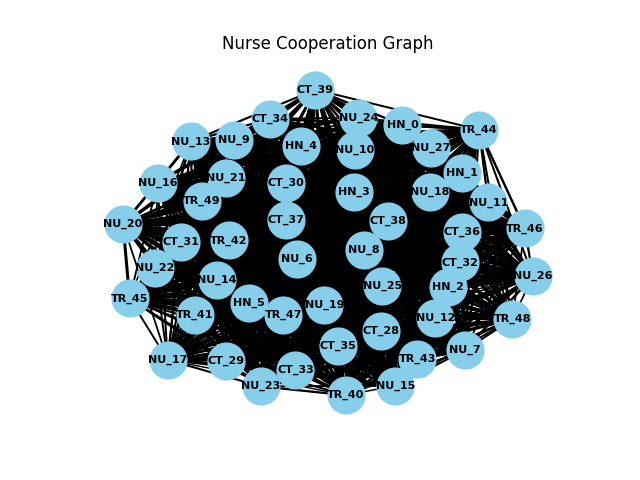 Nurse Cooperation Graph
CT_39
CT_34
NU_24
HN_0
TR_44
NU_13
NU_9
HN_4
NU_10
NU_27
HN_1
NU_16
NU_21
CT_30
HN_3
NU_18
TR_49
NU_11
NU_20
CT_37
CT_38
TR_46
CT_31
TR_42
CT_36
NU_8
NU_6
CT_32
NU_22
NU_26
NU_14
NU_25
HN_2
TR_45
HN_5
NU_19
TR_41
TR_47
NU_12
TR_48
CT_28
CT_35
NU_7
NU_17
CT_29
TR_43
CT_33
NU_23
NU_15
TR_40